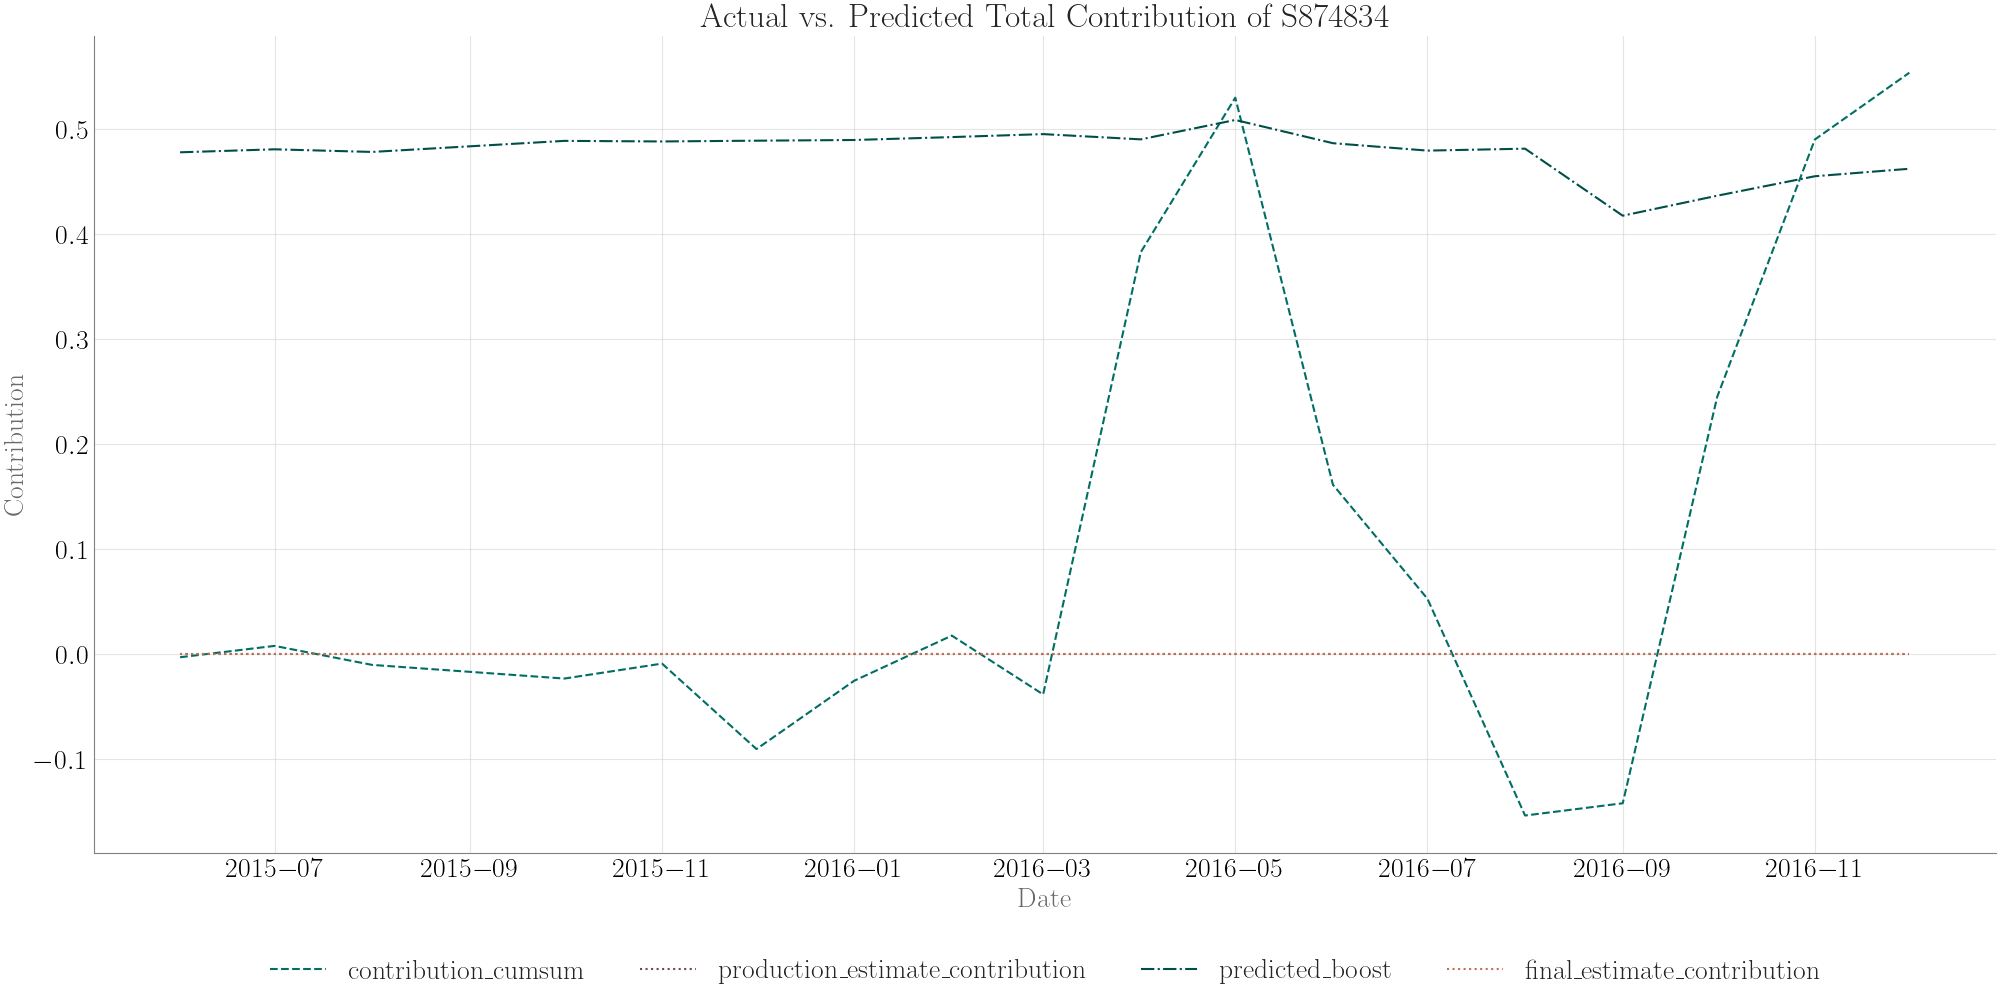 Actual vs. Predicted Total Contribution of S874834
Contribution
0.5
0.4
0.3
0.2
0.1
0.0
−0.1
2015−07 2015−09 2015−11 2016−01 2016−03 2016−05 2016−07 2016−09 2016−11
Date
contribution_cumsum production_estimate_contribution predicted_boost final_estimate_contribution